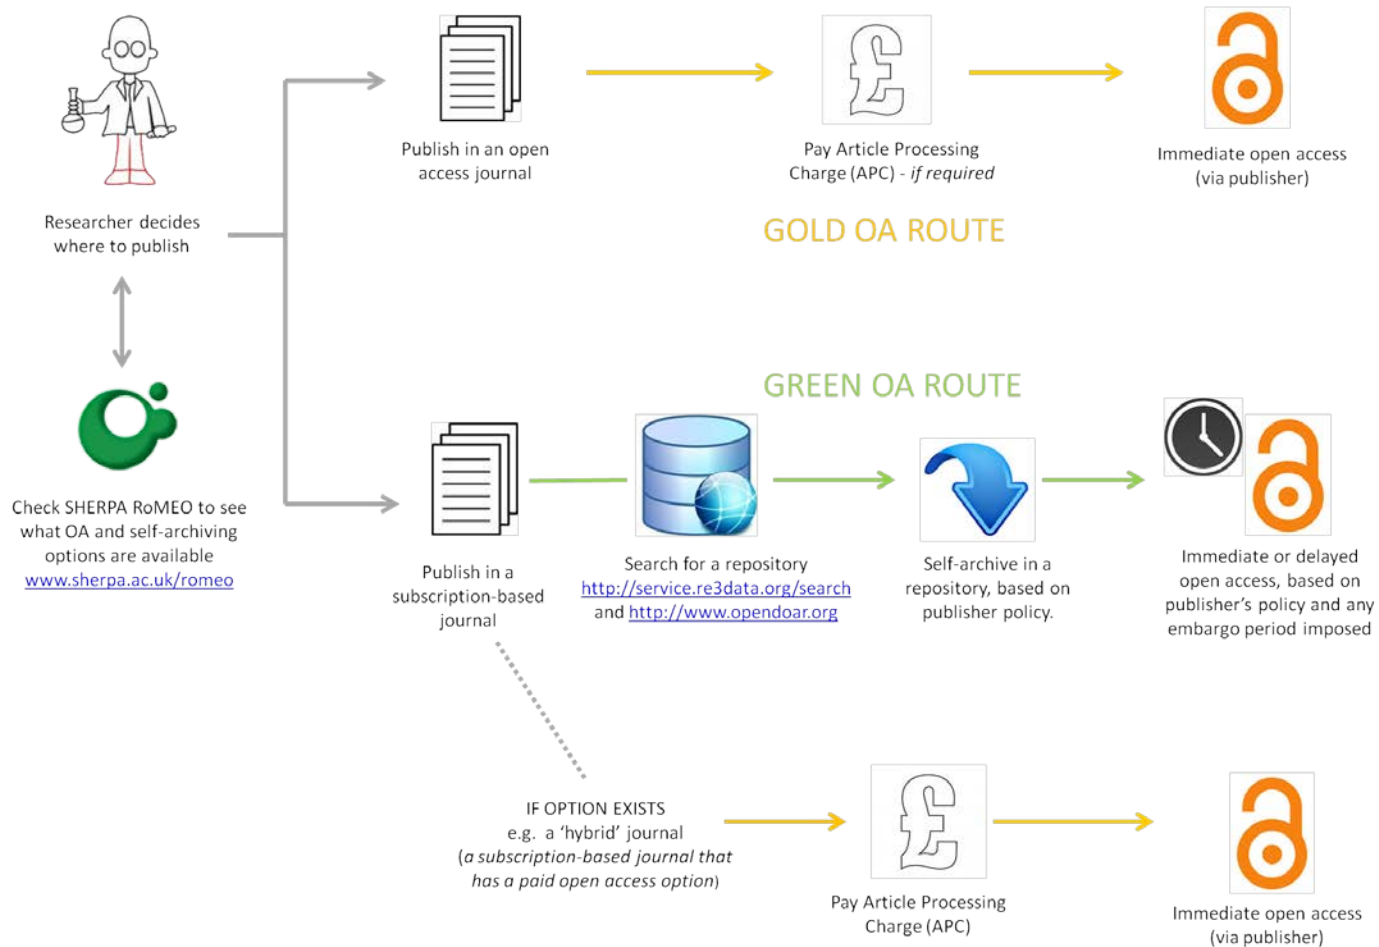 Researcher decides
where to publish
Check SHERPA RoMEO to see
what OA and self-archiving
options are available
www.sherpa.ac.uk/romeo
Publish in an open
access journal
Pay Article Processing
Charge (APC) - if required
Immediate open access
(via publisher)
GOLD OA ROUTE
GREEN OA ROUTE
Publish in a
subscription-based
journal
Search for a repository
http://service.re3data.org/search
and http://www.opendoar.org
Self-archive in a
repository, based on
publisher policy.
Immediate or delayed
open access, based on
publisher's policy and any
embargo period imposed
IF OPTION EXISTS
e.g. a 'hybrid' journal
(a subscription-based journal that
has a paid open access option)
£
Pay Article Processing
Charge (APC)
Immediate open access
(via publisher)